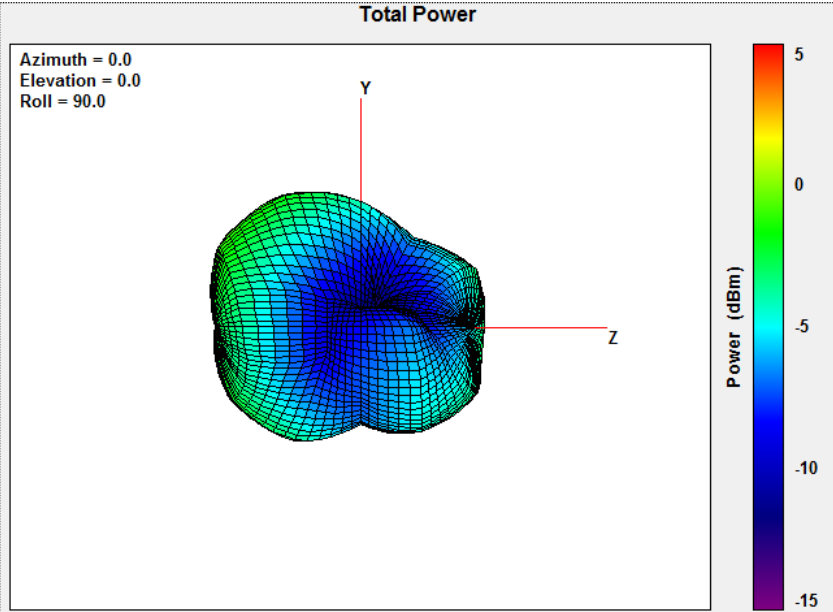 Total Power
Azimuth = 0.0
Elevation = 0.0
Roll = 90.0
Y
Z
5
0
-5
-10
-15
Power (dBm)